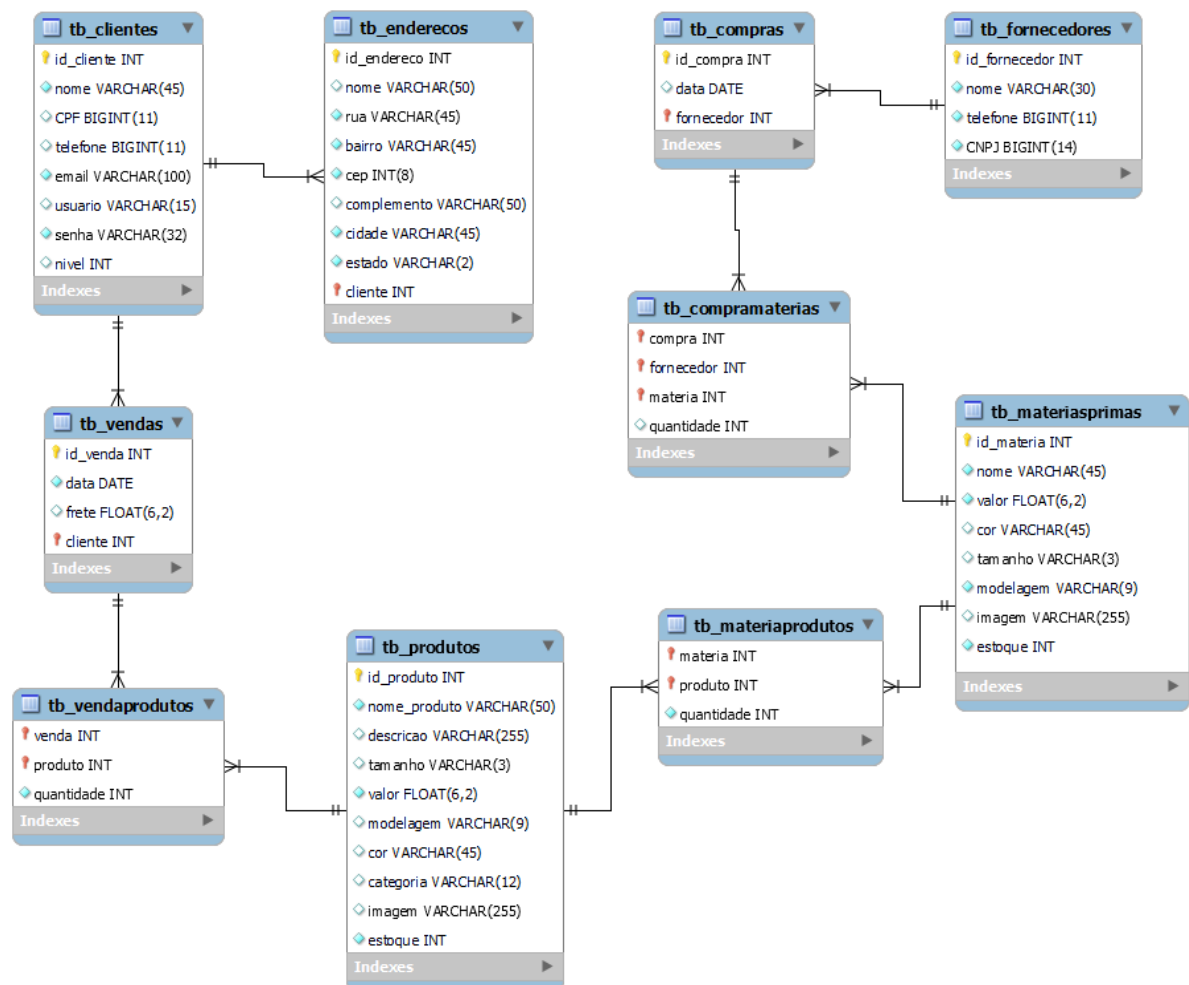 tb_clientes
id_cliente INT
nome VARCHAR(45)
CPF BIGINT(11)
telefone BIGINT(11)
email VARCHAR(100)
usuario VARCHAR(15)
senha VARCHAR(32)
nivel INT
Indexes
tb_enderecos
id_endereco INT
nome VARCHAR(50)
rua VARCHAR(45)
bairro VARCHAR(45)
cep INT(8)
complemento VARCHAR(50)
cidade VARCHAR(45)
estado VARCHAR(2)
cliente INT
Indexes
tb_compras
id_compra INT
data DATE
fornecedor INT
Indexes
tb_fornecedores
id_fornecedor INT
nome VARCHAR(30)
telefone BIGINT(11)
CNPJ BIGINT(14)
Indexes
tb_compramaterias
compra INT
fornecedor INT
materia INT
quantidade INT
Indexes
tb_materiasprimas
id_materia INT
nome VARCHAR(45)
valor FLOAT(6,2)
cor VARCHAR(45)
tamanho VARCHAR(3)
modelagem VARCHAR(9)
imagem VARCHAR(255)
estoque INT
Indexes
tb_vendas
id_venda INT
data DATE
frete FLOAT(6,2)
cliente INT
Indexes
tb_vendaprodutos
venda INT
produto INT
quantidade INT
Indexes
tb_produtos
id_produto INT
nome_produto VARCHAR(50)
descricao VARCHAR(255)
tamanho VARCHAR(3)
valor FLOAT(6,2)
modelagem VARCHAR(9)
cor VARCHAR(45)
categoria VARCHAR(12)
imagem VARCHAR(255)
estoque INT
Indexes
tb_materiaprodutos
materia INT
produto INT
quantidade INT
Indexes